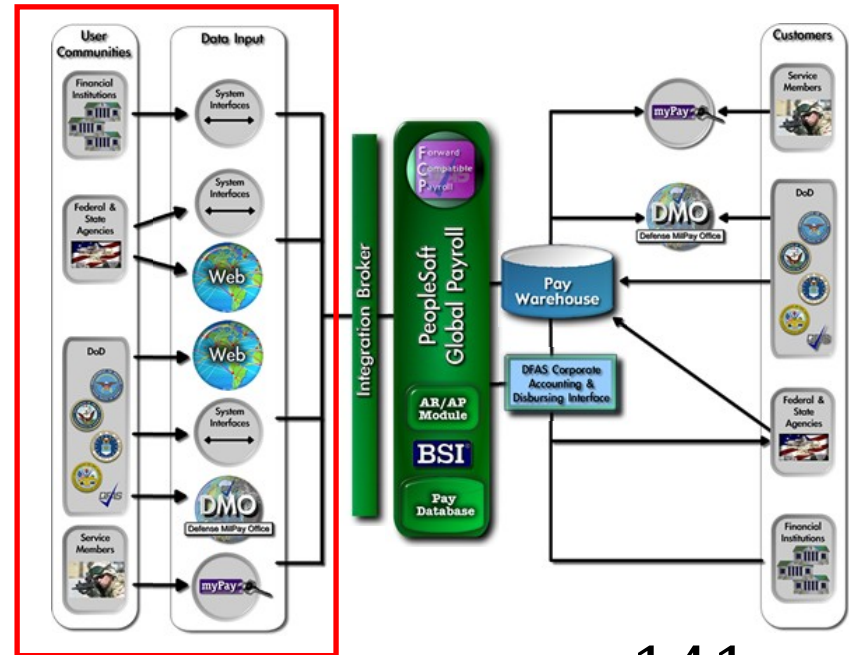 User
Communities
Financial
Institutions
Federal &
State
Agencies
DoD
Service
Members
Data Input
System
Interfaces
System
Interfaces
Web
Web
System
Interfaces
DMO
Defense MilPay Office
myPay
Integration Broker
Forward
Compatible
Payroll
PeopleSoft
Global Payroll
AR/AP
Module
BSI
Pay
Database
Pay
Warehouse
DFAS Corporate
Accounting &
Disbursing Interface
myPay
DMO
Defense MilPay Office
Customers
Service
Members
DoD
Federal &
State
Agencies
Financial
Institutions